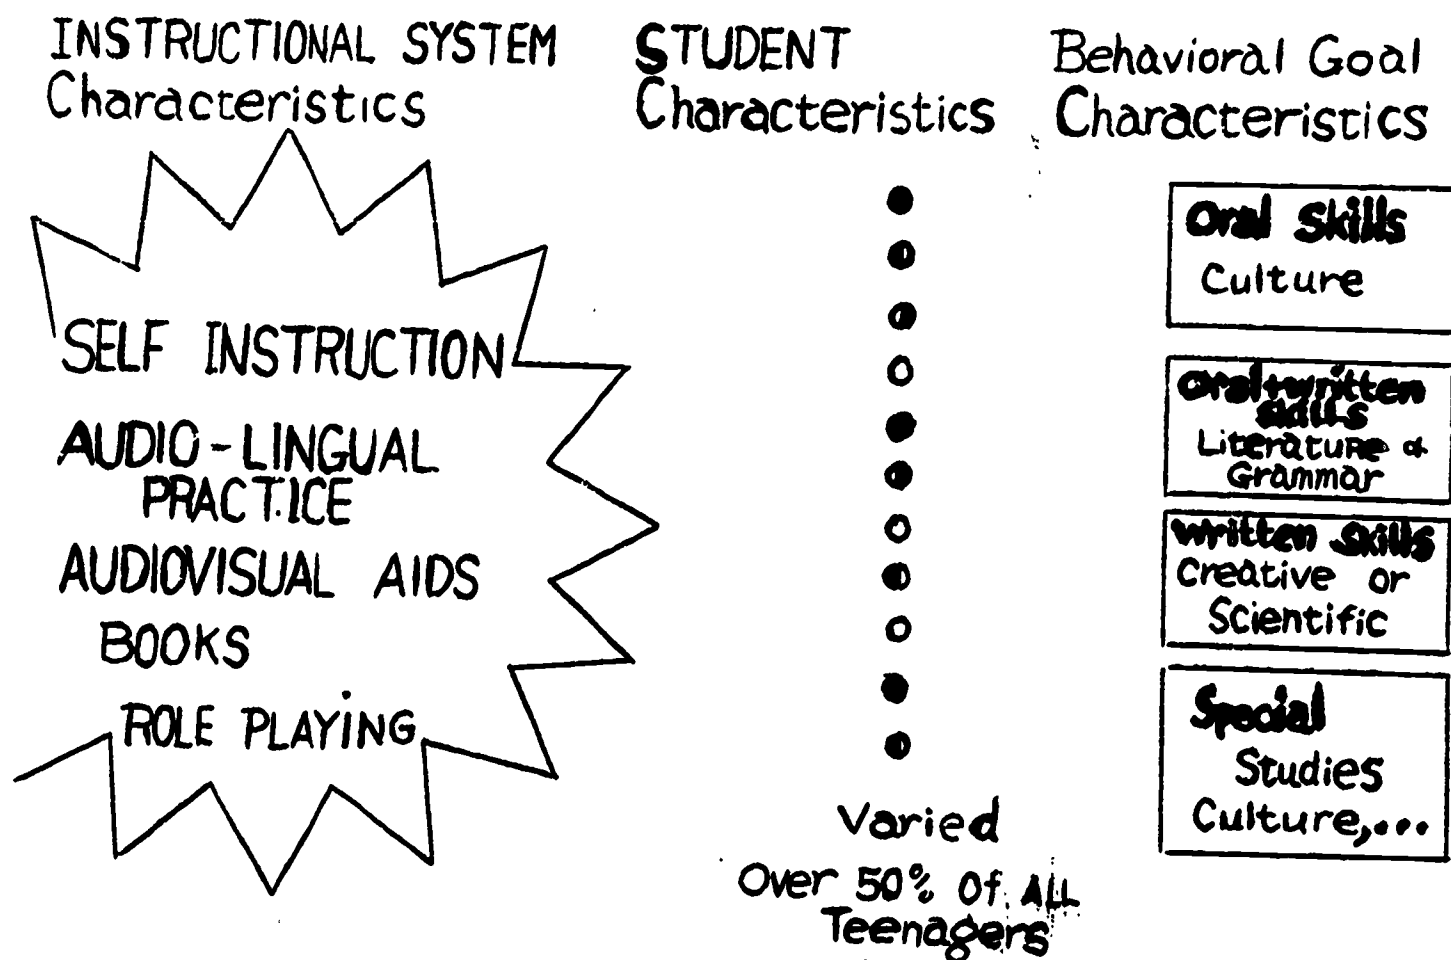 INSTRUCTIONAL SYSTEM
Characteristics
SELF INSTRUCTION
AUDIO-LINGUAL
PRACTICE
AUDIOVISUAL AIDS
BOOKS
ROLE PLAYING
STUDENT
Characteristics
Varied
Over 50% of ALL
Teenagers
Behavioral Goal
Characteristics
Oral Skills
Culture
Oral+written
skills
Literature &
Grammar
Written Skills
Creative or
Scientific
Special
Studies
Culture,...